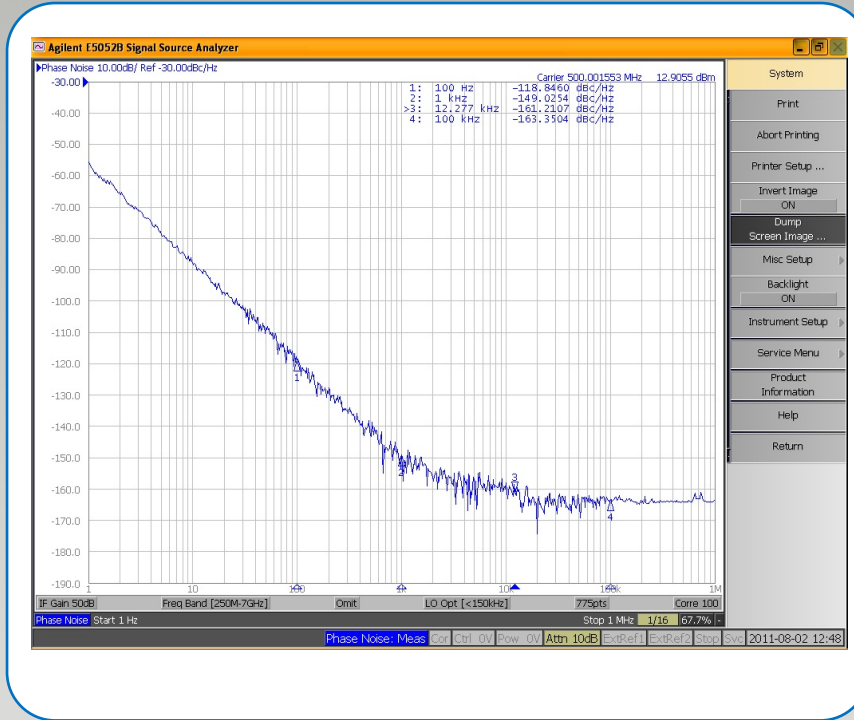 Agilent E5052B Signal Source Analyzer
Phase Noise 10.00dB/ Ref -30.00dBc/Hz
Carrier 500.001553 MHz 12.9055 dBm
1: 100 Hz -118.8460 dBc/Hz
2: 1 kHz -149.0254 dBc/Hz
>3: 12.277 kHz -161.2107 dBc/Hz
4: 100 kHz -163.3504 dBc/Hz
-30.00
-40.00
-50.00
-60.00
-70.00
-80.00
-90.00
-100.0
-110.0
-120.0
-130.0
-140.0
-150.0
-160.0
-170.0
-180.0
-190.0
1
2
3
4
1 10 100 1k 10k 100k 1M
IF Gain 50dB Freq Band [250M-7GHz] Omit LO Opt [<150kHz] 775pts Corre 100
Phase Noise Start 1 Hz Stop 1 MHz 1/16 67.7%
Phase Noise: Meas Cor Ctrl 0V Pow 0V Attn 10dB ExtRef1 ExtRef2 Stop Svc 2011-08-02 12:48
System
Print
Abort Printing
Printer Setup ...
Invert Image
ON
Dump
Screen Image ...
Misc Setup
Backlight
ON
Instrument Setup
Service Menu
Product
Information
Help
Return